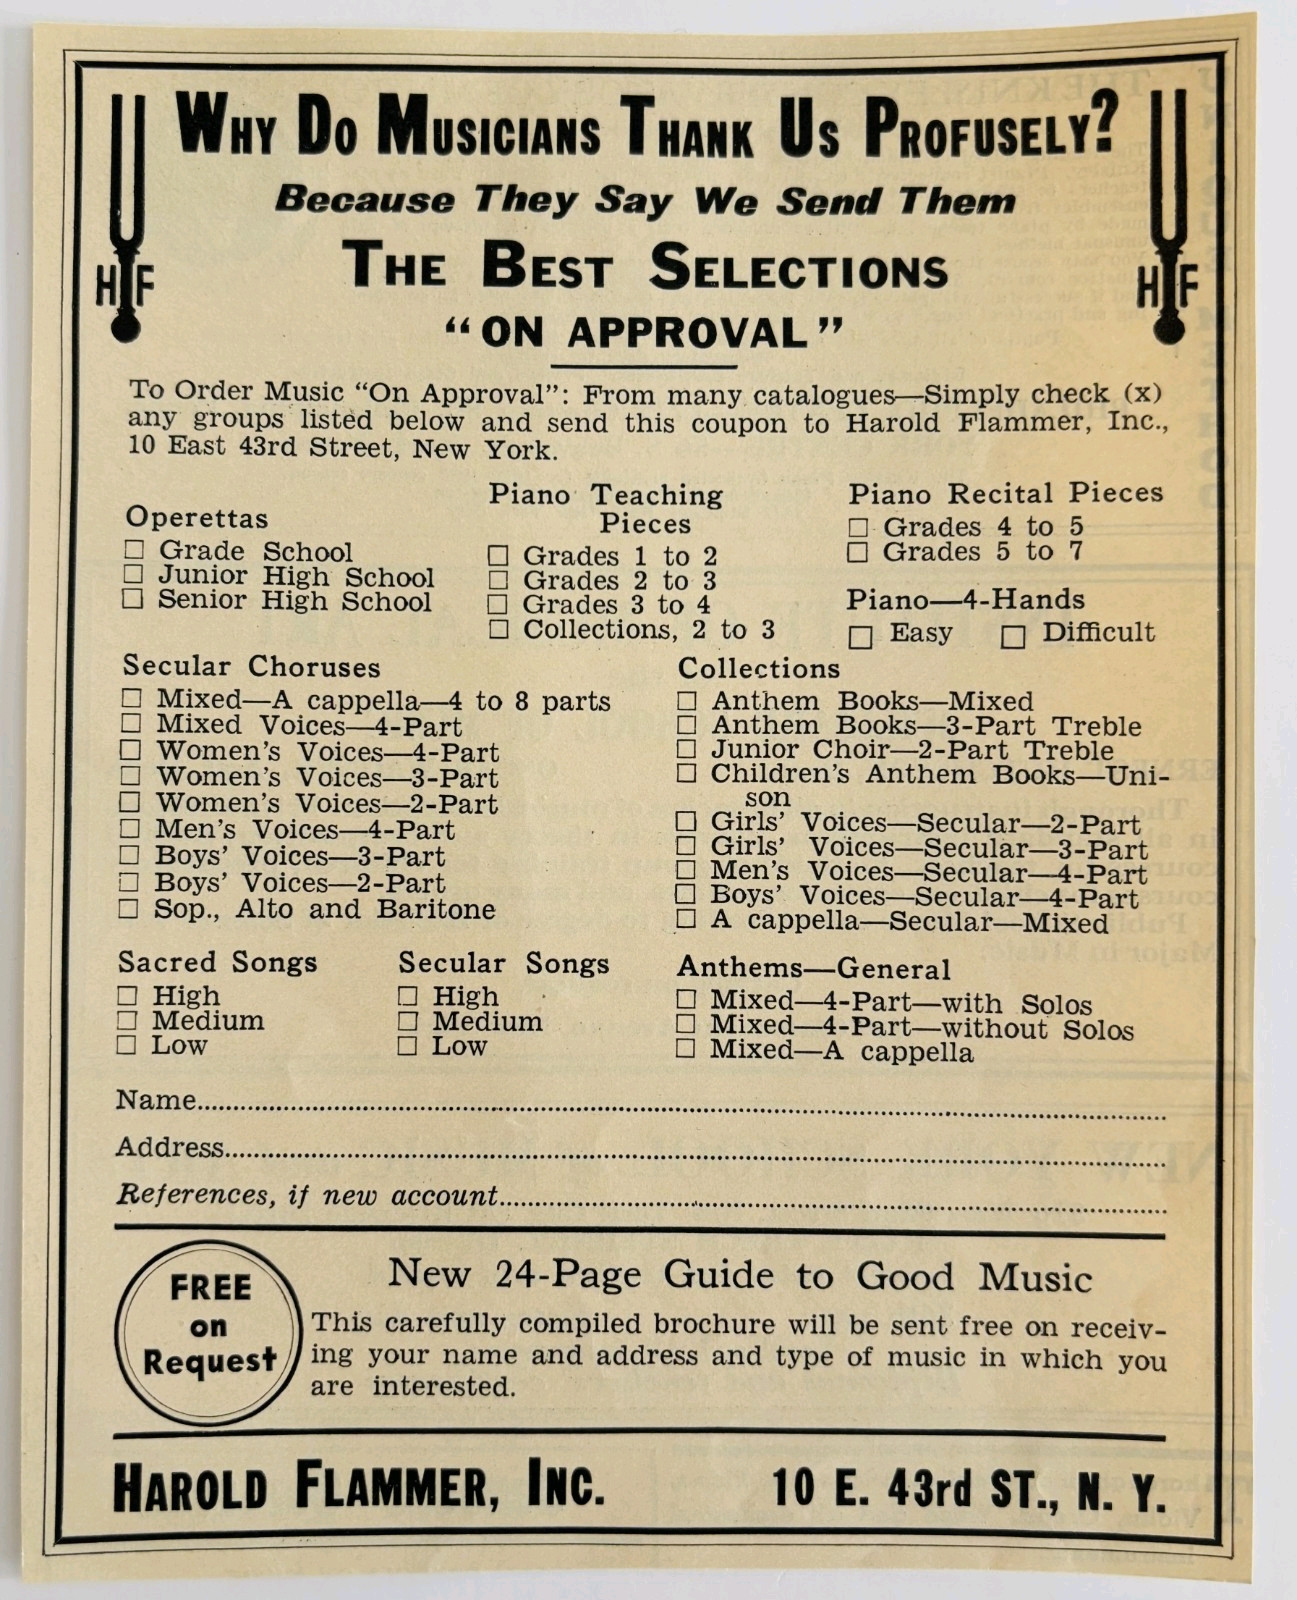 WHY DO MUSICIANS THANK US PROFUSELY?
Because They Say We Send Them
THE BEST SELECTIONS
"ON APPROVAL"
HF
HF
To Order Music "On Approval": From many catalogues—Simply check (x)
any groups listed below and send this coupon to Harold Flammer, Inc.,
10 East 43rd Street, New York.
Operettas
☐ Grade School
☐ Junior High School
☐ Senior High School
Piano Teaching
Pieces
☐ Grades 1 to 2
☐ Grades 2 to 3
☐ Grades 3 to 4
☐ Collections, 2 to 3
Piano Recital Pieces
☐ Grades 4 to 5
☐ Grades 5 to 7
Piano—4-Hands
☐ Easy ☐ Difficult
Secular Choruses
☐ Mixed—A cappella—4 to 8 parts
☐ Mixed Voices—4-Part
☐ Women's Voices—4-Part
☐ Women's Voices—3-Part
☐ Women's Voices—2-Part
☐ Men's Voices—4-Part
☐ Boys' Voices—3-Part
☐ Boys' Voices—2-Part
☐ Sop., Alto and Baritone
Collections
☐ Anthem Books—Mixed
☐ Anthem Books—3-Part Treble
☐ Junior Choir—2-Part Treble
☐ Children's Anthem Books—Uni-
son
☐ Girls' Voices—Secular—2-Part
☐ Girls' Voices—Secular—3-Part
☐ Men's Voices—Secular—4-Part
☐ Boys' Voices—Secular—4-Part
☐ A cappella—Secular—Mixed
Sacred Songs
☐ High
☐ Medium
☐ Low
Secular Songs
☐ High
☐ Medium
☐ Low
Anthems—General
☐ Mixed—4-Part—with Solos
☐ Mixed—4-Part—without Solos
☐ Mixed—A cappella
Name
Address
References, if new account
FREE
on
Request
New 24-Page Guide to Good Music
This carefully compiled brochure will be sent free on receiv-
ing your name and address and type of music in which you
are interested.
HAROLD FLAMMER, INC. 10 E. 43rd ST., N. Y.